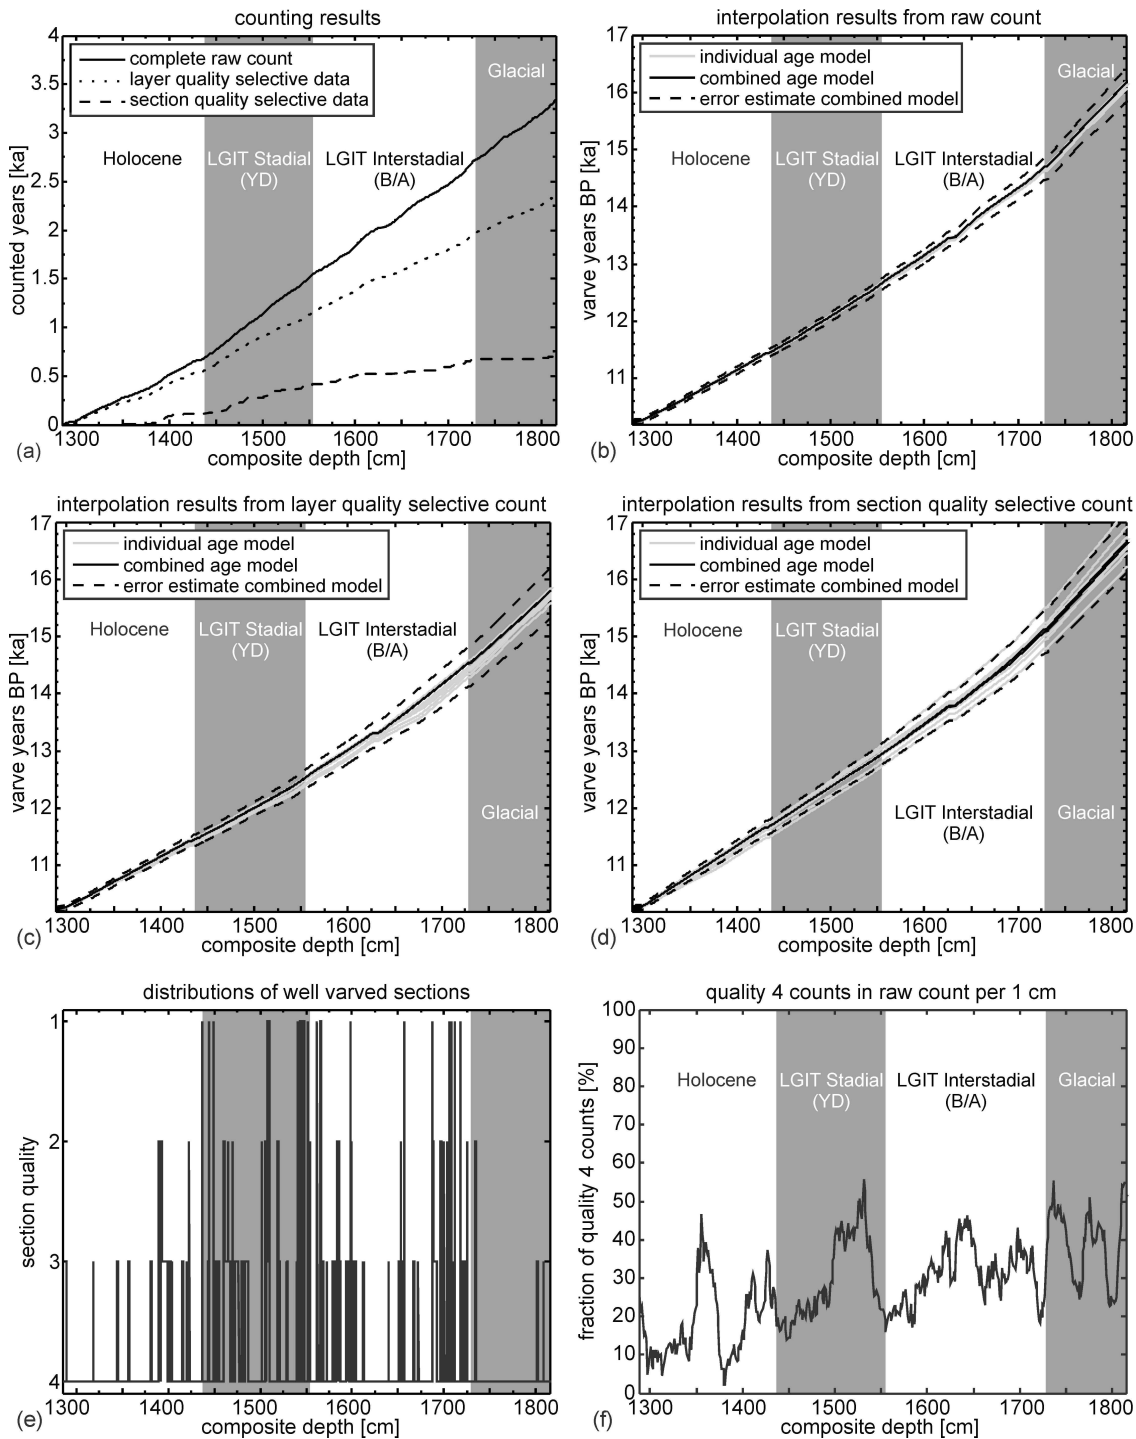 counting results
4
3.5
3
2.5
2
1.5
1
0.5
0
counted years [ka]
complete raw count
layer quality selective data
section quality selective data
Glacial
Holocene
LGIT Stadial
(YD)
LGIT Interstadial
(B/A)
1300 1400 1500 1600 1700 1800
composite depth [cm]
(a)
interpolation results from raw count
17
16
15
14
13
12
11
varve years BP [ka]
individual age model
combined age model
error estimate combined model
Glacial
Holocene
LGIT Stadial
(YD)
LGIT Interstadial
(B/A)
1300 1400 1500 1600 1700 1800
composite depth [cm]
(b)
interpolation results from layer quality selective count
17
16
15
14
13
12
11
varve years BP [ka]
individual age model
combined age model
error estimate combined model
Holocene
LGIT Stadial
(YD)
LGIT Interstadial
(B/A)
Glacial
1300 1400 1500 1600 1700 1800
composite depth [cm]
(c)
interpolation results from section quality selective count
17
16
15
14
13
12
11
varve years BP [ka]
individual age model
combined age model
error estimate combined model
Holocene
LGIT Stadial
(YD)
LGIT Interstadial
(B/A)
Glacial
1300 1400 1500 1600 1700 1800
composite depth [cm]
(d)
distributions of well varved sections
1
2
3
4
section quality
1300 1400 1500 1600 1700 1800
composite depth [cm]
(e)
quality 4 counts in raw count per 1 cm
100
90
80
70
60
50
40
30
20
10
0
fraction of quality 4 counts [%]
Holocene
LGIT Stadial
(YD)
LGIT Interstadial
(B/A)
Glacial
1300 1400 1500 1600 1700 1800
composite depth [cm]
(f)